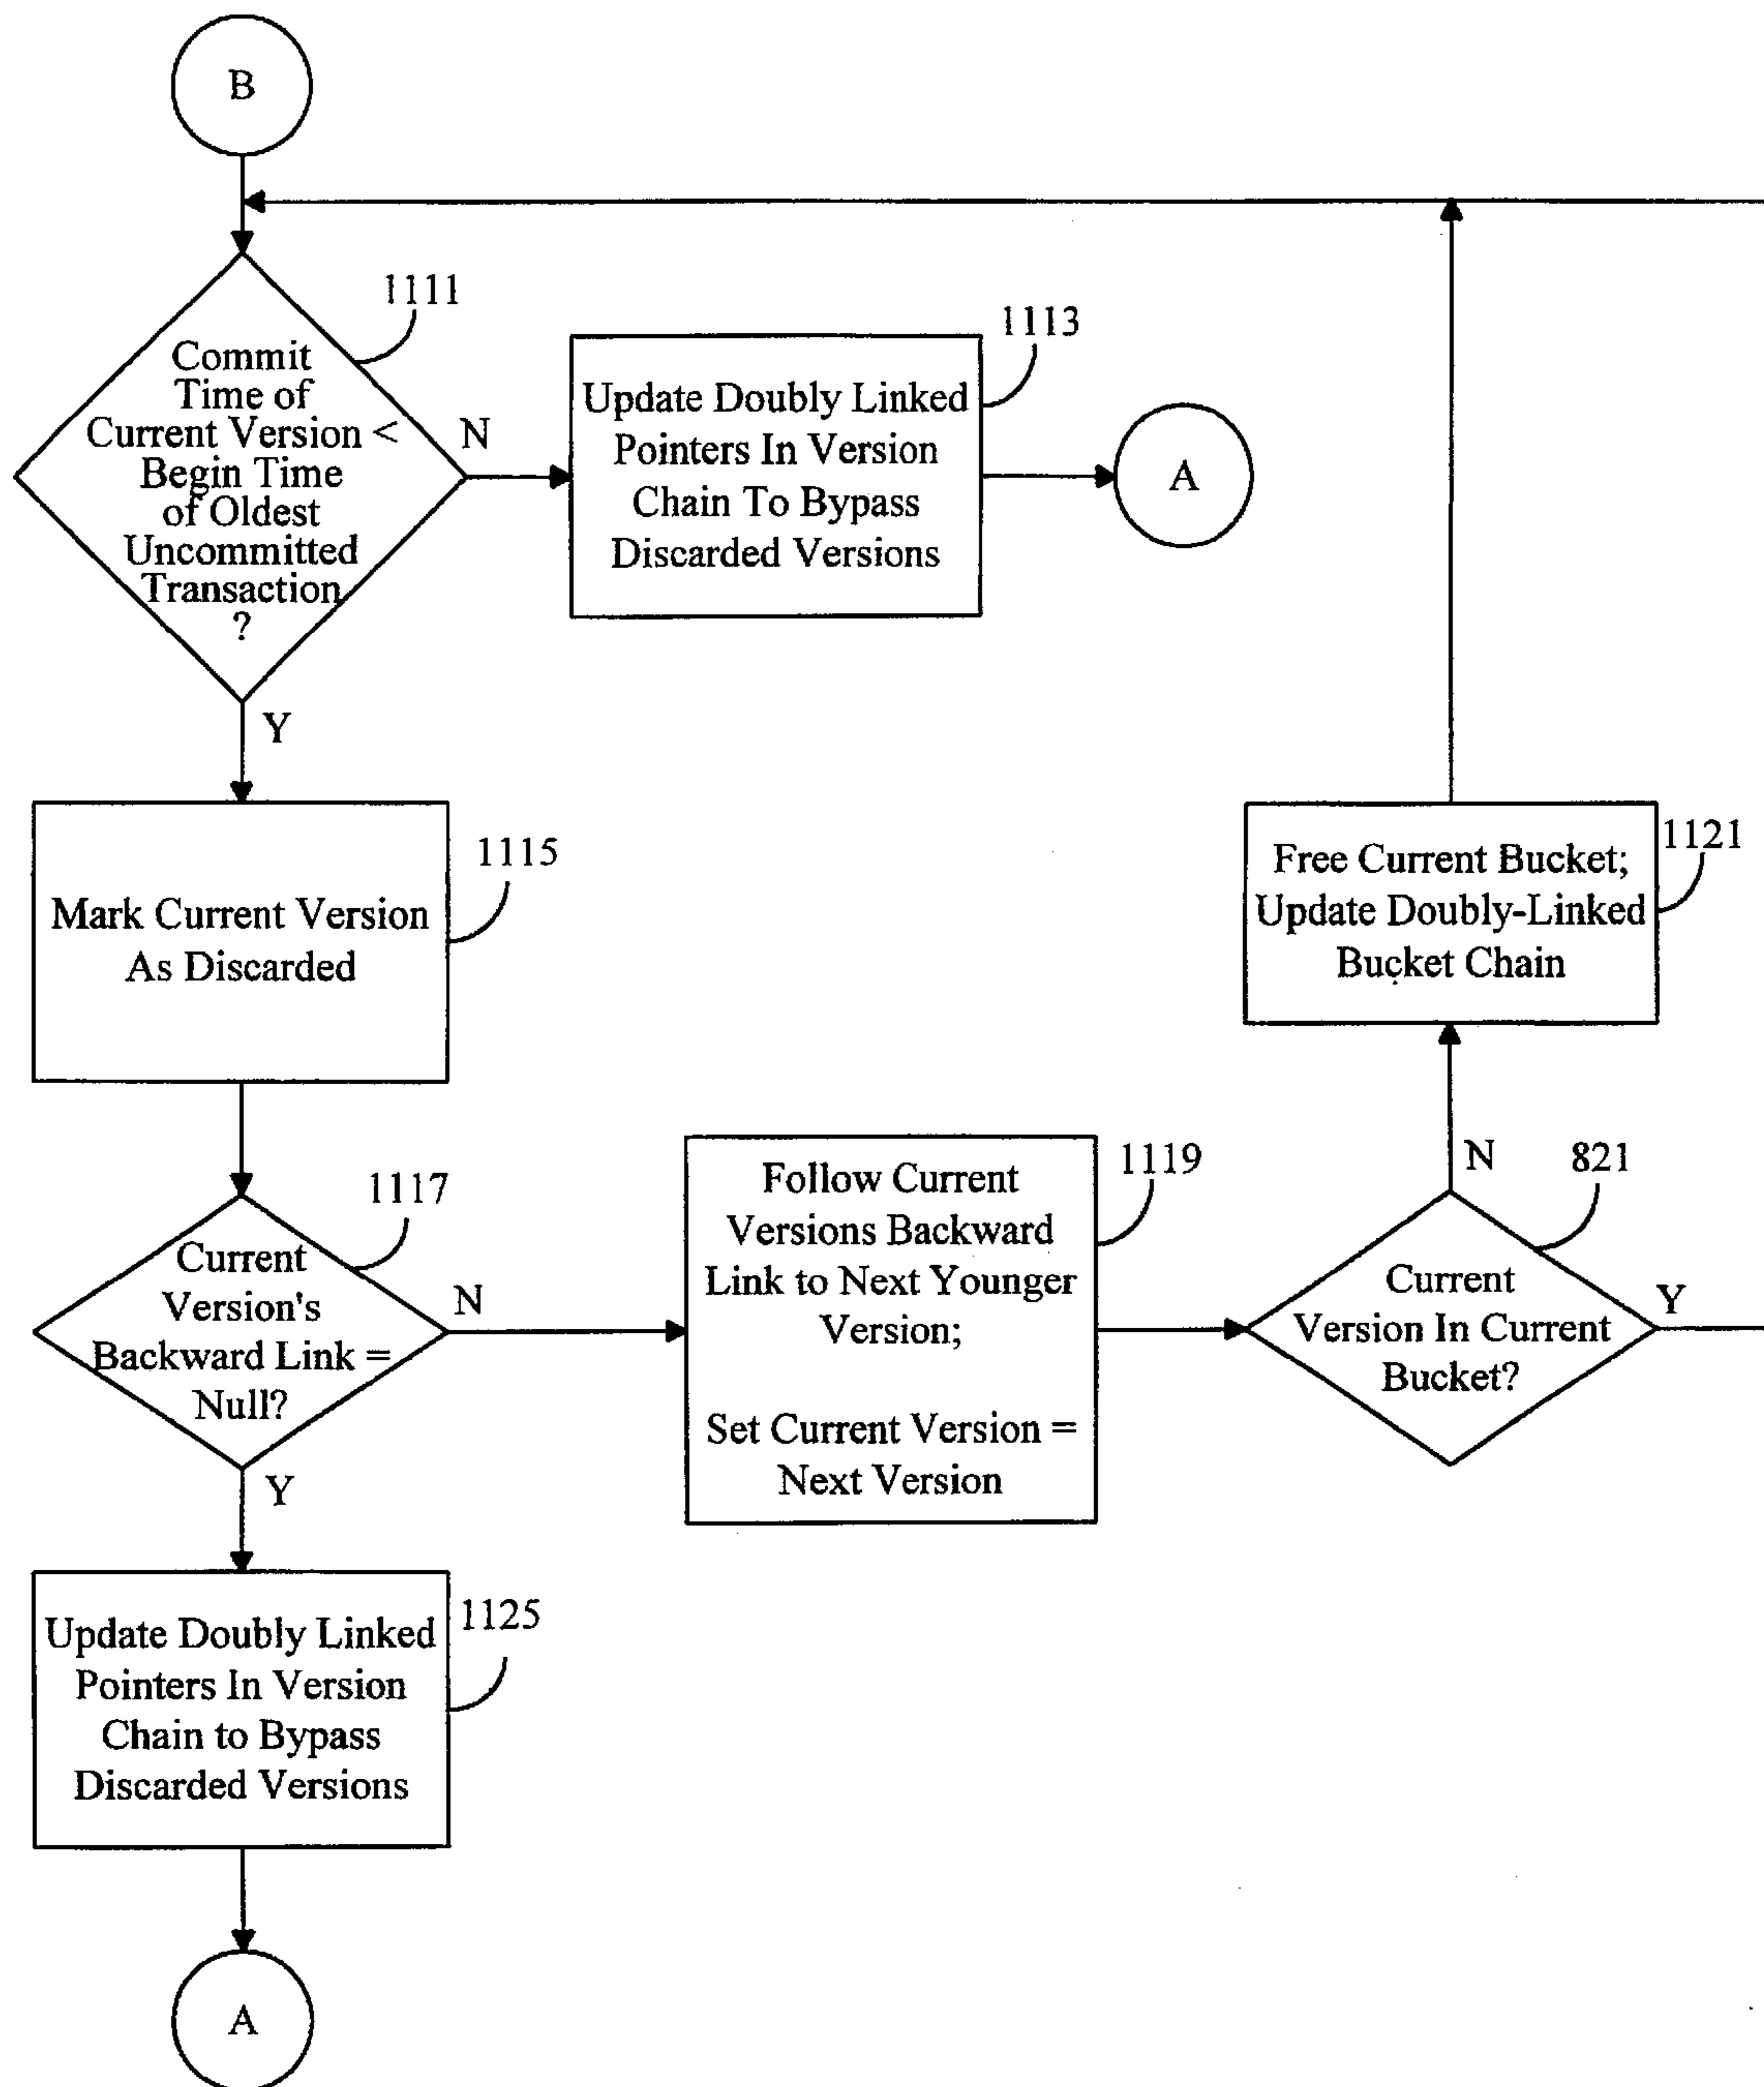 B
1111
Commit
Time of
Current Version <
Begin Time
of Oldest
Uncommitted
Transaction
?
N
Y
1113
Update Doubly Linked
Pointers In Version
Chain To Bypass
Discarded Versions
A
1115
Mark Current Version
As Discarded
1121
Free Current Bucket;
Update Doubly-Linked
Bucket Chain
1117
Current
Version's
Backward Link =
Null?
N
Y
1119
Follow Current
Versions Backward
Link to Next Younger
Version;
Set Current Version =
Next Version
821
Current
Version In Current
Bucket?
N
Y
1125
Update Doubly Linked
Pointers In Version
Chain to Bypass
Discarded Versions
A